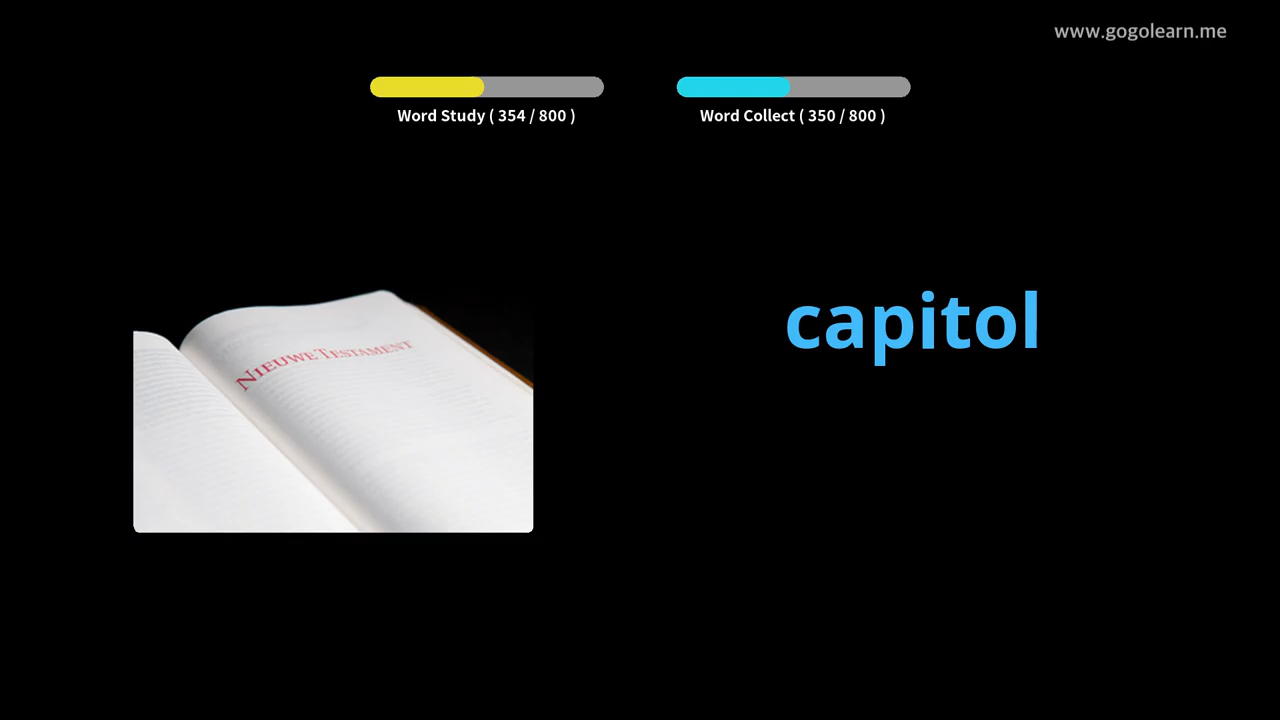 www.gogolearn.me
Word Study ( 354 / 800 )
Word Collect ( 350 / 800 )
NIEUWE TESTAMENT
capitol